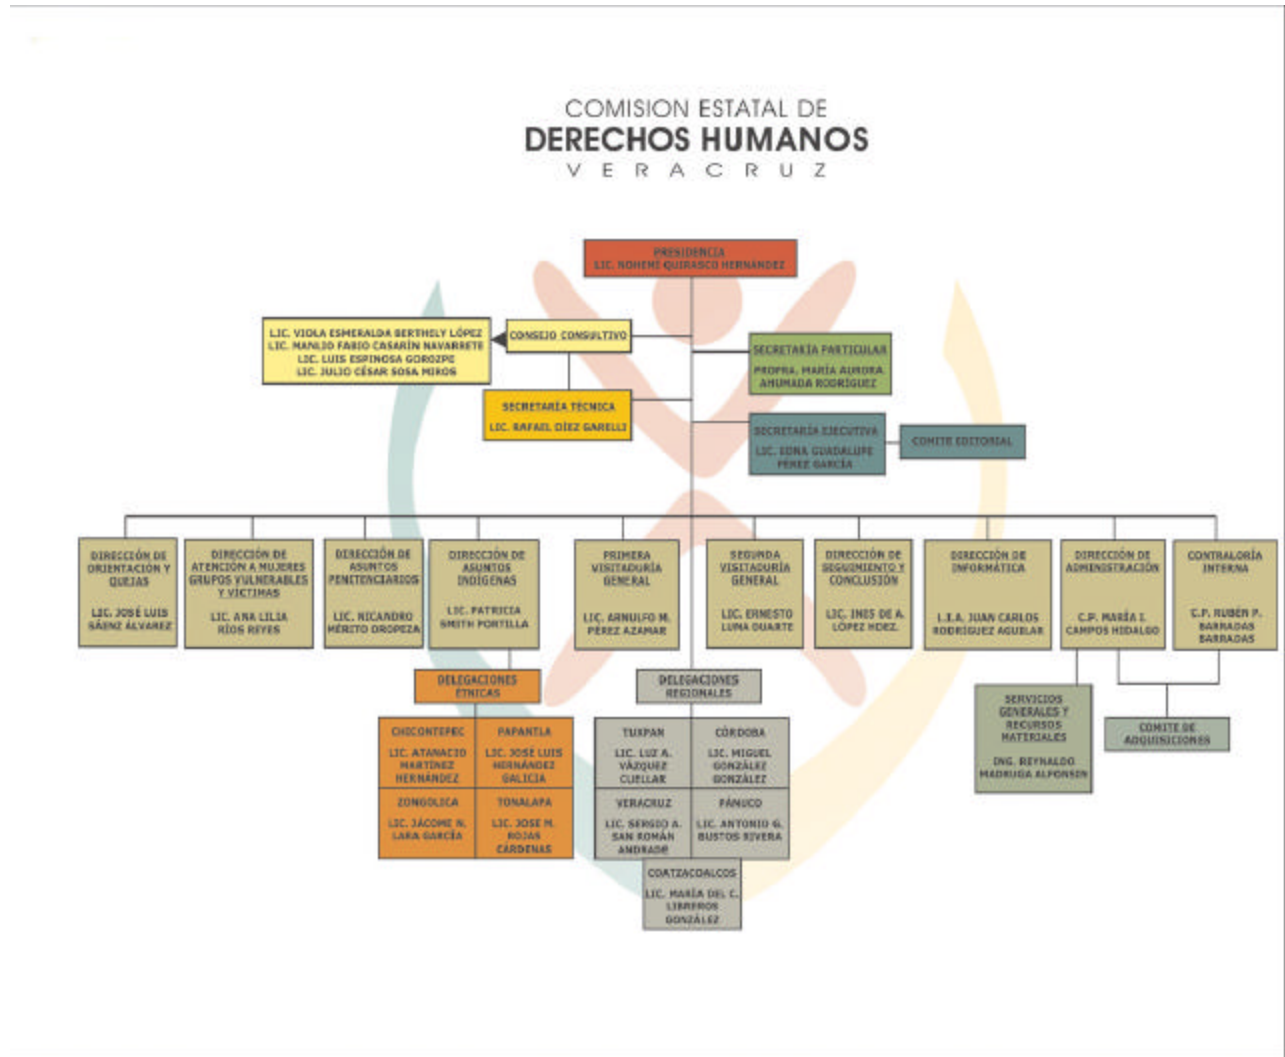 COMISION ESTATAL DE
DERECHOS HUMANOS
VERACRUZ
PRESIDENCIA
LIC. NOHEMÍ QUIRASCO HERNÁNDEZ
LIC. VIOLA ESMERALDA BERTHELY LÓPEZ
LIC. MANLIO FABIO CASARÍN NAVARRETE
LIC. LUIS ESPINOSA GOROZPE
LIC. JULIO CÉSAR SOSA MIROS
CONSEJO CONSULTIVO
SECRETARÍA PARTICULAR
PROFRA. MARÍA AURORA
AHUMADA RODRÍGUEZ
SECRETARÍA TÉCNICA
LIC. RAFAEL DÍEZ GARELLI
SECRETARÍA EJECUTIVA
LIC. EDNA GUADALUPE
PÉREZ GARCÍA
COMITE EDITORIAL
DIRECCIÓN DE
ORIENTACIÓN Y
QUEJAS
LIC. JOSÉ LUIS
SÁENZ ÁLVAREZ
DIRECCIÓN DE
ATENCIÓN A MUJERES
GRUPOS VULNERABLES
Y VÍCTIMAS
LIC. ANA LILIA
RÍOS REYES
DIRECCIÓN DE
ASUNTOS
PENITENCIARIOS
LIC. NICANDRO
MÉRITO OROPEZA
DIRECCIÓN DE
ASUNTOS
INDÍGENAS
LIC. PATRICIA
SMITH PORTILLA
PRIMERA
VISITADURÍA
GENERAL
LIC. ARNULFO M.
PÉREZ AZAMAR
SEGUNDA
VISITADURÍA
GENERAL
LIC. ERNESTO
LUNA DUARTE
DIRECCIÓN DE
SEGUIMIENTO Y
CONCLUSIÓN
LIC. INES DE A.
LÓPEZ HDEZ.
DIRECCIÓN DE
INFORMÁTICA
L.I.A. JUAN CARLOS
RODRÍGUEZ AGUILAR
DIRECCIÓN DE
ADMINISTRACIÓN
C.P. MARÍA I.
CAMPOS HIDALGO
CONTRALORÍA
INTERNA
C.P. RUBÉN P.
BARRADAS
BARRADAS
DELEGACIONES
ÉTNICAS
DELEGACIONES
REGIONALES
SERVICIOS
GENERALES Y
RECURSOS
MATERIALES
ING. REYNALDO
MADRUGA ALFONSIN
COMITE DE
ADQUISICIONES
CHICONTEPEC
LIC. ATANACIO
MARTÍNEZ
HERNÁNDEZ
PAPANTLA
LIC. JOSÉ LUIS
HERNÁNDEZ
GALICIA
ZONGOLICA
LIC. JÁCOME N.
LARA GARCÍA
TONALAPA
LIC. JOSE M.
ROJAS
CÁRDENAS
TUXPAN
LIC. LUZ A.
VÁZQUEZ
CUELLAR
CÓRDOBA
LIC. MIGUEL
GONZÁLEZ
GONZÁLEZ
VERACRUZ
LIC. SERGIO A.
SAN ROMÁN
ANDRADE
PÁNUCO
LIC. ANTONIO G.
BUSTOS RIVERA
COATZACOALCOS
LIC. MARÍA DEL C.
LIBREROS
GONZÁLEZ